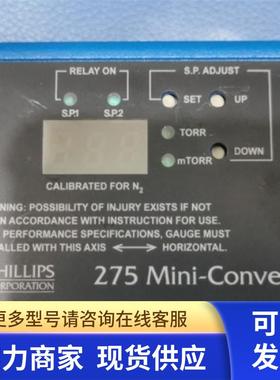 RELAY ON
S.P. ADJUST
S.P.1
S.P.2
SET
UP
TORR
mTORR
DOWN
CALIBRATED FOR N2
NING: POSSIBILITY OF INJURY EXISTS IF NOT
N ACCORDANCE WITH INSTRUCTION FOR USE.
PERFORMANCE SPECIFICATIONS, GAUGE MUST
ALLED WITH THIS AXIS ⟷ HORIZONTAL.
HILLIPS
ORPORATION
275 Mini-Conve
更多型号请咨询在线客服
力商家 现货供应
可